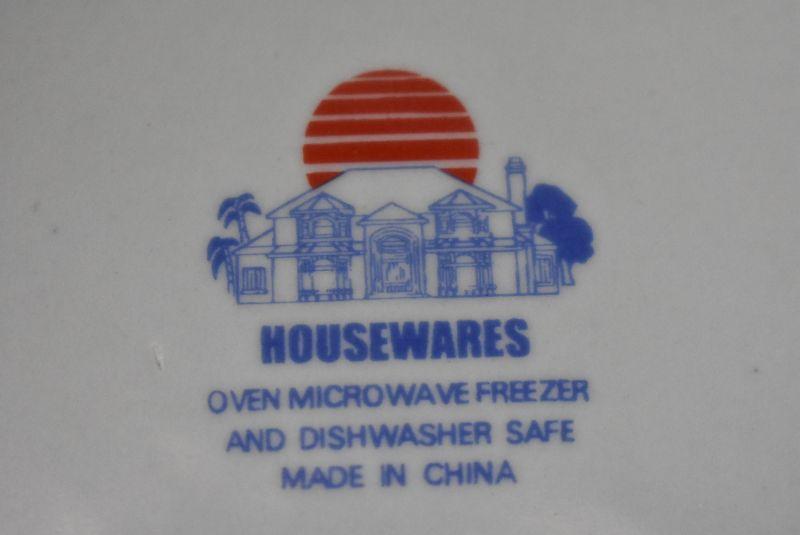 HOUSEWARES
OVEN MICROWAVE FREEZER
AND DISHWASHER SAFE
MADE IN CHINA